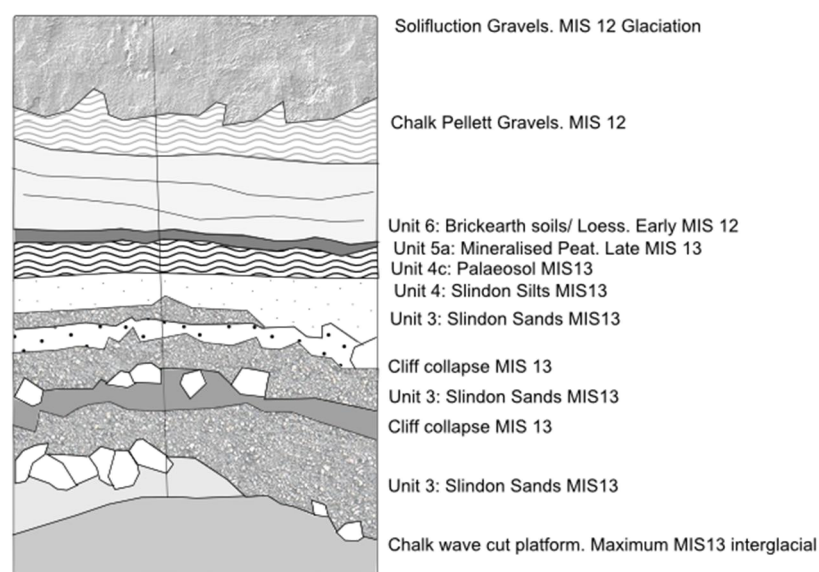 Solifluction Gravels. MIS 12 Glaciation
Chalk Pellett Gravels. MIS 12
Unit 6: Brickearth soils/ Loess. Early MIS 12
Unit 5a: Mineralised Peat. Late MIS 13
Unit 4c: Palaeosol MIS13
Unit 4: Slindon Silts MIS13
Unit 3: Slindon Sands MIS13
Cliff collapse MIS 13
Unit 3: Slindon Sands MIS13
Cliff collapse MIS 13
Unit 3: Slindon Sands MIS13
Chalk wave cut platform. Maximum MIS13 interglacial